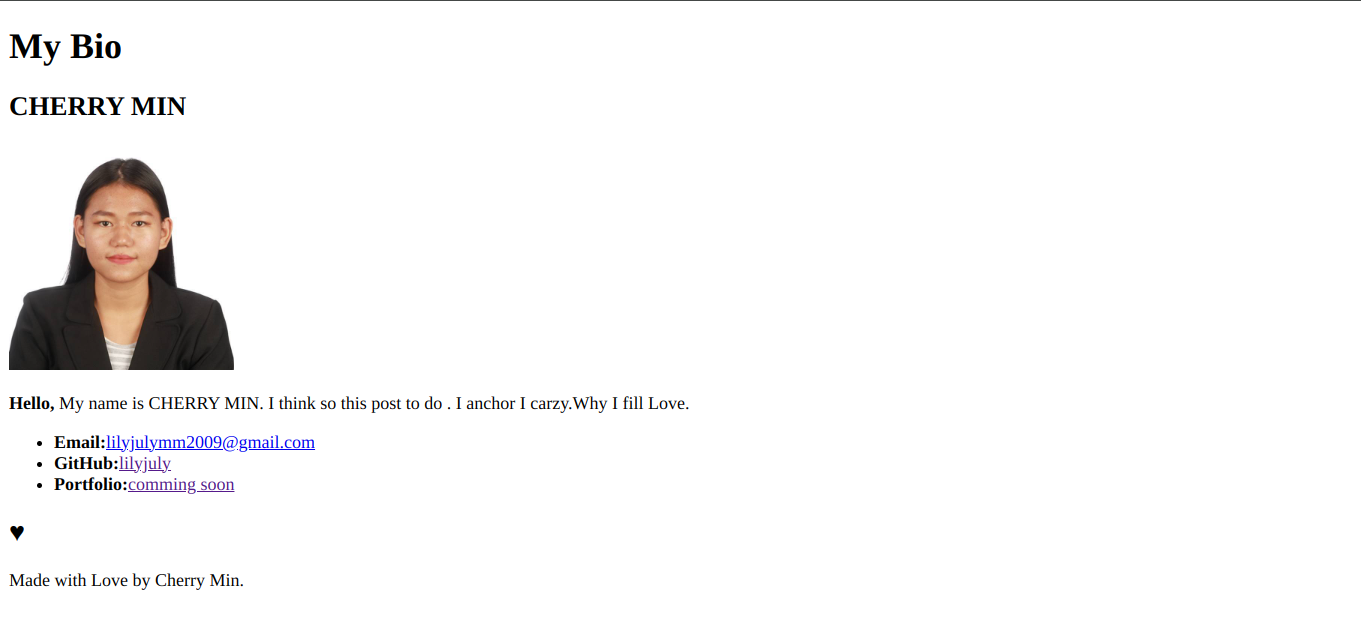 My Bio
CHERRY MIN
Hello, My name is CHERRY MIN. I think so this post to do . I anchor I carzy.Why I fill Love.
Email:lilyjulymm2009@gmail.com
GitHub:lilyjuly
Portfolio:comming soon
♥
Made with Love by Cherry Min.